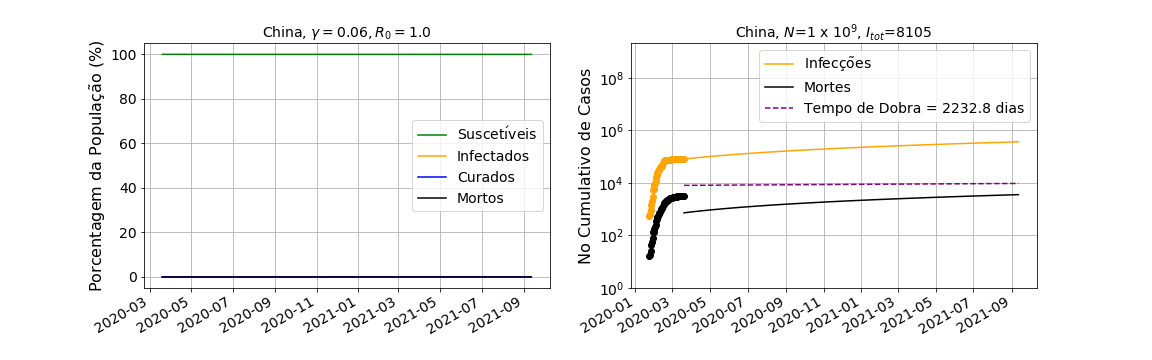 China, γ = 0.06, R₀ = 1.0
Porcentagem da População (%)
100
80
60
40
20
0
Suscetíveis
Infectados
Curados
Mortos
2020-03
2020-05
2020-07
2020-09
2020-11
2021-01
2021-03
2021-05
2021-07
2021-09
China, N=1 x 10⁹, I_tot=8105
No Cumulativo de Casos
10⁸
10⁶
10⁴
10²
10⁰
Infecções
Mortes
Tempo de Dobra = 2232.8 dias
2020-01
2020-03
2020-05
2020-07
2020-09
2020-11
2021-01
2021-03
2021-05
2021-07
2021-09